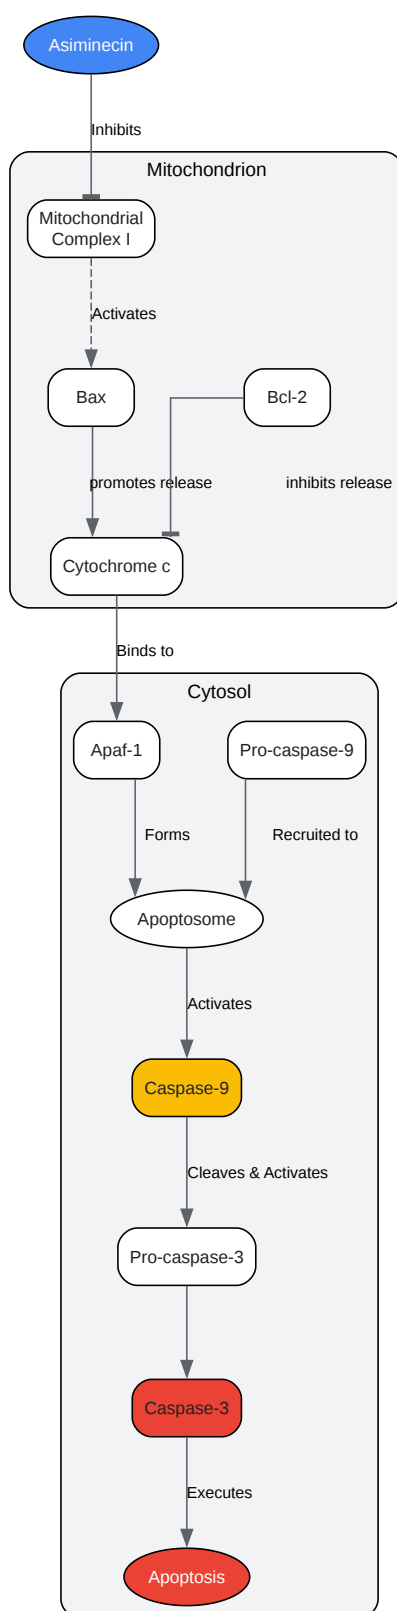 Asiminecin
Inhibits
Mitochondrion
Mitochondrial
Complex I
Activates
Bax
Bcl-2
promotes release
inhibits release
Cytochrome c
Binds to
Cytosol
Apaf-1
Pro-caspase-9
Forms
Recruited to
Apoptosome
Activates
Caspase-9
Cleaves & Activates
Pro-caspase-3
Caspase-3
Executes
Apoptosis